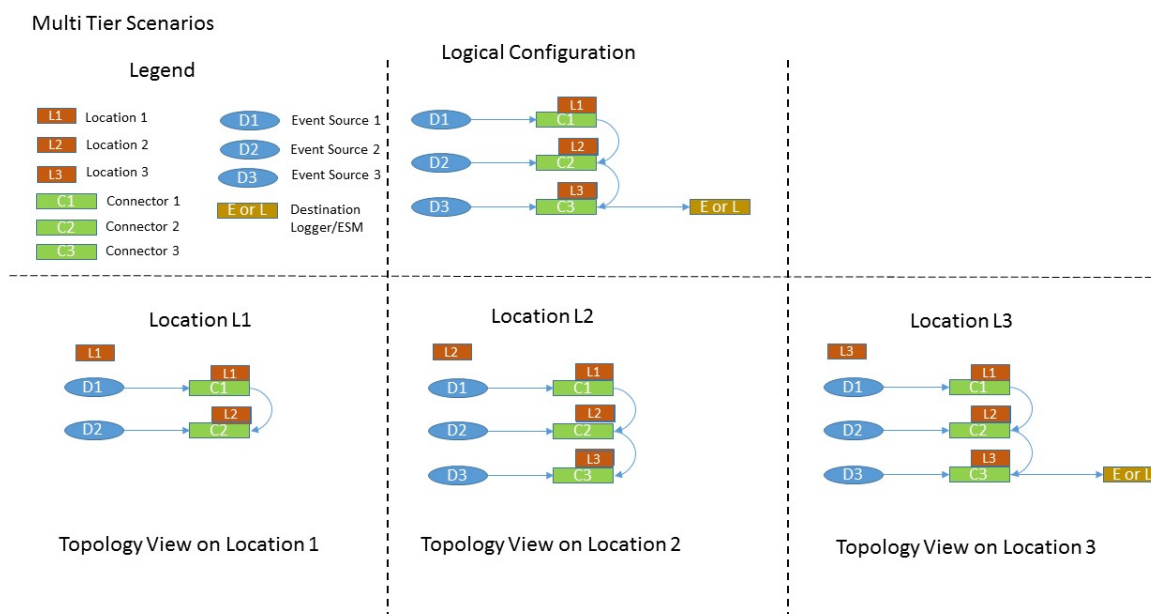 Multi Tier Scenarios
Legend
L1 Location 1
L2 Location 2
L3 Location 3
C1 Connector 1
C2 Connector 2
C3 Connector 3
D1 Event Source 1
D2 Event Source 2
D3 Event Source 3
E or L Destination
Logger/ESM
Logical Configuration
L1
D1 C1
L2
D2 C2
L3
D3 C3 E or L
Location L1
L1
L1
D1 C1
L2
D2 C2
Topology View on Location 1
Location L2
L2
L1
D1 C1
L2
D2 C2
L3
D3 C3
Topology View on Location 2
Location L3
L3
L1
D1 C1
L2
D2 C2
L3
D3 C3 E or L
Topology View on Location 3